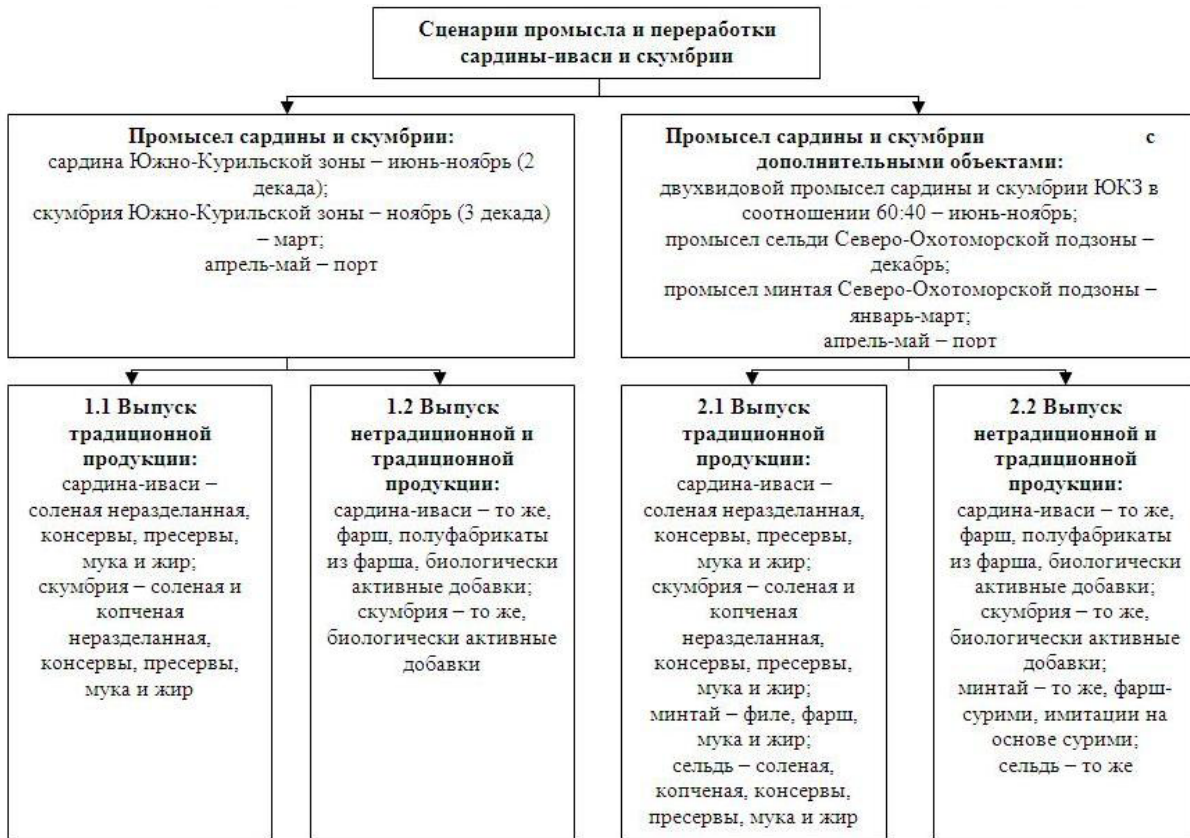 Сценарии промысла и переработки
сардины-иваси и скумбрии
Промысел сардины и скумбрии:
сардина Южно-Курильской зоны – июнь-ноябрь (2
декада);
скумбрия Южно-Курильской зоны – ноябрь (3 декада)
– март;
апрель-май – порт
Промысел сардины и скумбрии с
дополнительными объектами:
двухвидовой промысел сардины и скумбрии ЮКЗ в
соотношении 60:40 – июнь-ноябрь;
промысел сельди Северо-Охотоморской подзоны –
декабрь;
промысел минтая Северо-Охотоморской подзоны –
январь-март;
апрель-май – порт
1.1 Выпуск
традиционной
продукции:
сардина-иваси –
соленая неразделанная,
консервы, пресервы,
мука и жир;
скумбрия – соленая и
копченая
неразделанная,
консервы, пресервы,
мука и жир
1.2 Выпуск
нетрадиционной и
традиционной
продукции:
сардина-иваси – то же,
фарш, полуфабрикаты
из фарша, биологически
активные добавки;
скумбрия – то же,
биологически активные
добавки
2.1 Выпуск
традиционной
продукции:
сардина-иваси –
соленая неразделанная,
консервы, пресервы,
мука и жир;
скумбрия – соленая и
копченая
неразделанная,
консервы, пресервы,
мука и жир;
минтай – филе, фарш,
мука и жир;
сельдь – соленая,
копченая, консервы,
пресервы, мука и жир
2.2 Выпуск
нетрадиционной и
традиционной
продукции:
сардина-иваси – то же,
фарш, полуфабрикаты
из фарша, биологически
активные добавки;
скумбрия – то же,
биологически активные
добавки;
минтай – то же, фарш-
сурими, имитации на
основе сурими;
сельдь – то же